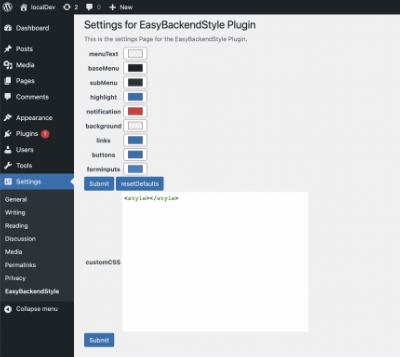 localDev 2 0 + New
Dashboard
Posts
Media
Pages
Comments
Appearance
Plugins 1
Users
Tools
Settings
General
Writing
Reading
Discussion
Media
Permalinks
Privacy
EasyBackendStyle
Collapse menu
Settings for EasyBackendStyle Plugin
This is the settings Page for the EasyBackendStyle Plugin.
menuText
baseMenu
subMenu
highlight
notification
background
links
buttons
forminputs
Submit resetDefaults
customCSS
<style></style>
Submit